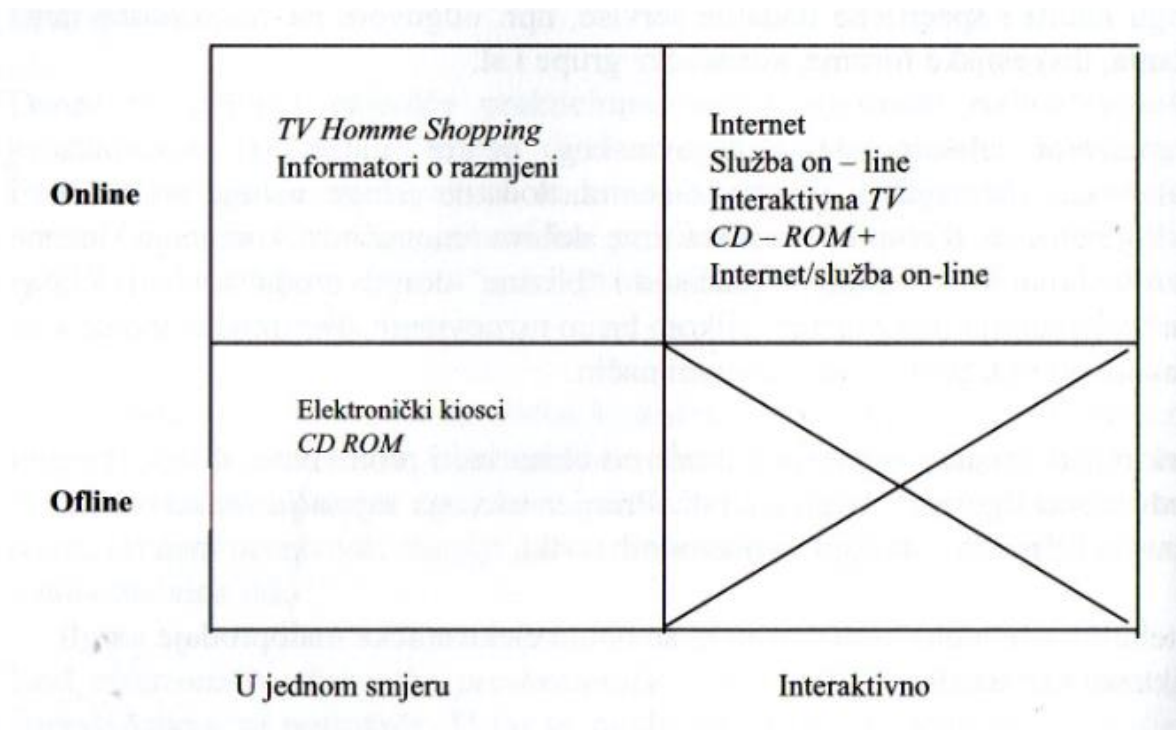 Online
TV Homme Shopping
Informatori o razmjeni
Internet
Služba on – line
Interaktivna TV
CD – ROM +
Internet/služba on-line
Ofline
Elektronički kiosci
CD ROM
U jednom smjeru
Interaktivno